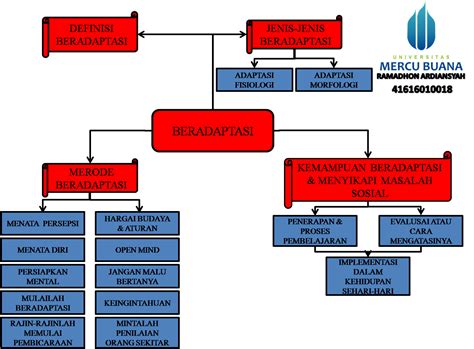 DEFINISI
BERADAPTASI
JENIS-JENIS
BERADAPTASI
UNIVERSITAS
MERCU BUANA
RAMADHON ARDIANSYAH
41616010018
ADAPTASI
FISIOLOGI
ADAPTASI
MORFOLOGI
BERADAPTASI
MERODE
BERADAPTASI
KEMAMPUAN BERADAPTASI
& MENYIKAPI MASALAH
SOSIAL
MENATA PERSEPSI
HARGAI BUDAYA
& ATURAN
MENATA DIRI
OPEN MIND
PERSIAPKAN
MENTAL
JANGAN MALU
BERTANYA
MULAILAH
BERADAPTASI
KEINGINTAHUAN
RAJIN-RAJINLAH
MEMULAI
PEMBICARAAN
MINTALAH
PENILAIAN
ORANG SEKITAR
PENERAPAN &
PROSES
PEMBELAJARAN
EVALUSAI ATAU
CARA
MENGATASINYA
IMPLEMENTASI
DALAM
KEHIDUPAN
SEHARI-HARI